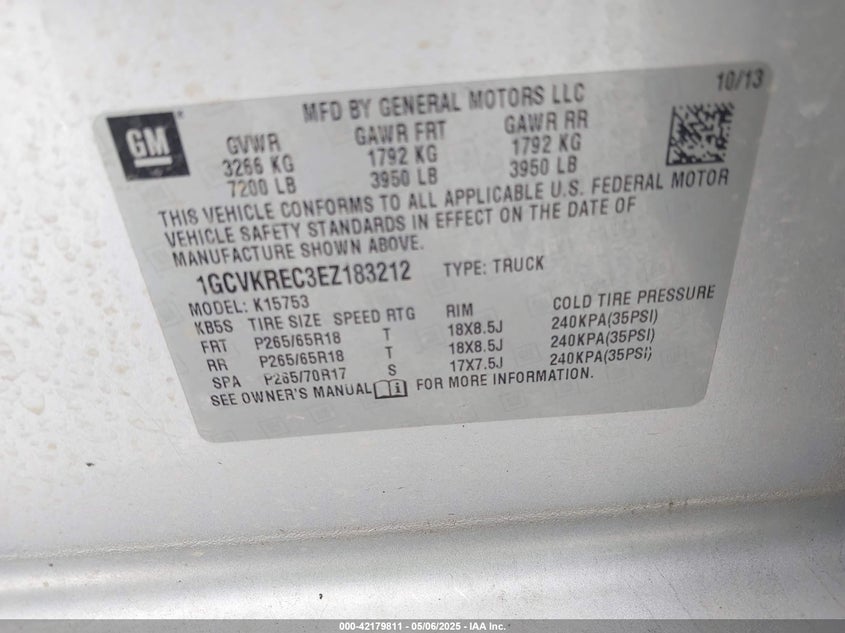 GM
®
10/13
MFD BY GENERAL MOTORS LLC
GVWR GAWR FRT GAWR RR
3266 KG 1792 KG 1792 KG
7200 LB 3950 LB 3950 LB
THIS VEHICLE CONFORMS TO ALL APPLICABLE U.S. FEDERAL MOTOR
VEHICLE SAFETY STANDARDS IN EFFECT ON THE DATE OF
MANUFACTURE SHOWN ABOVE.
1GCVKREC3EZ183212 TYPE: TRUCK
MODEL: K15753
KB5S TIRE SIZE SPEED RTG RIM COLD TIRE PRESSURE
FRT P265/65R18 T 18X8.5J 240KPA(35PSI)
RR P265/65R18 T 18X8.5J 240KPA(35PSI)
SPA P265/70R17 S 17X7.5J 240KPA(35PSI)
SEE OWNER'S MANUAL i FOR MORE INFORMATION.
000-42179811 - 05/06/2025 - IAA Inc.